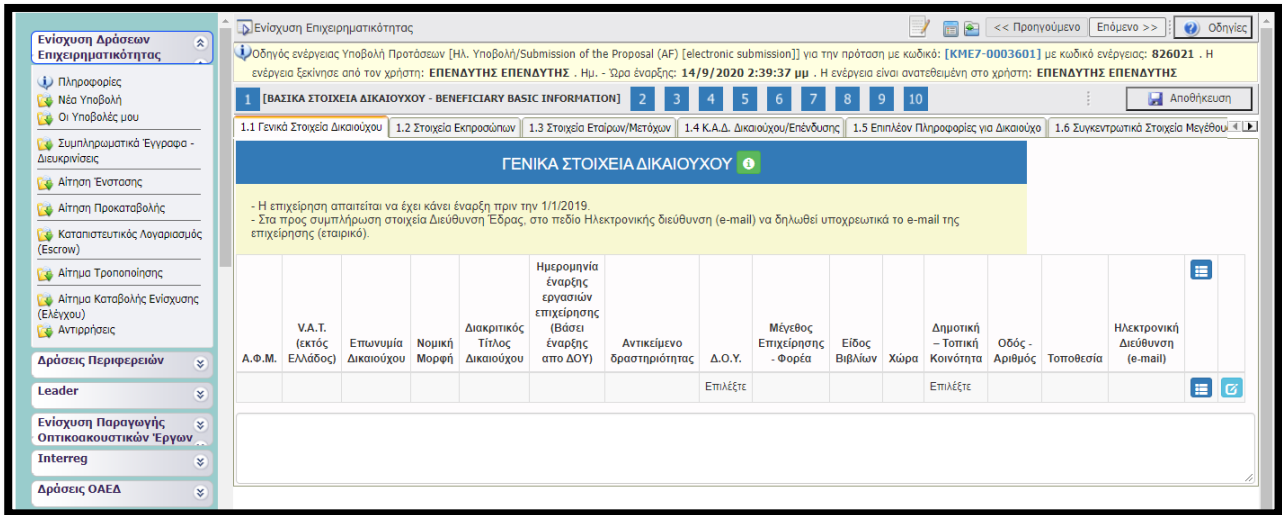 Ενίσχυση Δράσεων
Επιχειρηματικότητας
Πληροφορίες
Νέα Υποβολή
Οι Υποβολές μου
Συμπληρωματικά Έγγραφα -
Διευκρινίσεις
Αίτηση Ένστασης
Αίτηση Προκαταβολής
Καταπιστευτικός Λογαριασμός
(Escrow)
Αίτημα Τροποποίησης
Αίτημα Καταβολής Ενίσχυσης
(Ελέγχου)
Αντιρρήσεις
Δράσεις Περιφερειών
Leader
Ενίσχυση Παραγωγής
Οπτικοακουστικών Έργων
Interreg
Δράσεις ΟΑΕΔ
Ενίσχυση Επιχειρηματικότητας
<< Προηγούμενο Επόμενο >> Οδηγίες
Οδηγός ενέργειας Υποβολή Προτάσεων [Ηλ. Υποβολή/Submission of the Proposal (AF) [electronic submission]] για την πρόταση με κωδικό: [ΚΜΕ7-0003601] με κωδικό ενέργειας: 826021 . Η
ενέργεια ξεκίνησε από τον χρήστη: ΕΠΕΝΔΥΤΗΣ ΕΠΕΝΔΥΤΗΣ . Ημ. - Ώρα έναρξης: 14/9/2020 2:39:37 μμ . Η ενέργεια είναι ανατεθειμένη στο χρήστη: ΕΠΕΝΔΥΤΗΣ ΕΠΕΝΔΥΤΗΣ
1 [ΒΑΣΙΚΑ ΣΤΟΙΧΕΙΑ ΔΙΚΑΙΟΥΧΟΥ - BENEFICIARY BASIC INFORMATION] 2 3 4 5 6 7 8 9 10 Αποθήκευση
1.1 Γενικά Στοιχεία Δικαιούχου 1.2 Στοιχεία Εκπροσώπων 1.3 Στοιχεία Εταίρων/Μετόχων 1.4 Κ.Α.Δ. Δικαιούχου/Επένδυσης 1.5 Επιπλέον Πληροφορίες για Δικαιούχο 1.6 Συγκεντρωτικά Στοιχεία Μεγέθου
ΓΕΝΙΚΑ ΣΤΟΙΧΕΙΑ ΔΙΚΑΙΟΥΧΟΥ
- Η επιχείρηση απαιτείται να έχει κάνει έναρξη πριν την 1/1/2019.
- Στα προς συμπλήρωση στοιχεία Διεύθυνση Έδρας, στο πεδίο Ηλεκτρονικής διεύθυνση (e-mail) να δηλωθεί υποχρεωτικά το e-mail της
επιχείρησης (εταιρικό).
Α.Φ.Μ.
V.A.T.
(εκτός
Ελλάδος)
Επωνυμία
Δικαιούχου
Νομική
Μορφή
Διακριτικός
Τίτλος
Δικαιούχου
Ημερομηνία
έναρξης
εργασιών
επιχείρησης
(Βάσει
έναρξης
απο ΔΟΥ)
Αντικείμενο
δραστηριότητας
Δ.Ο.Υ.
Μέγεθος
Επιχείρησης
- Φορέα
Είδος
Βιβλίων
Χώρα
Δημοτική
– Τοπική
Κοινότητα
Οδός -
Αριθμός
Τοποθεσία
Ηλεκτρονική
Διεύθυνση
(e-mail)
Επιλέξτε Επιλέξτε